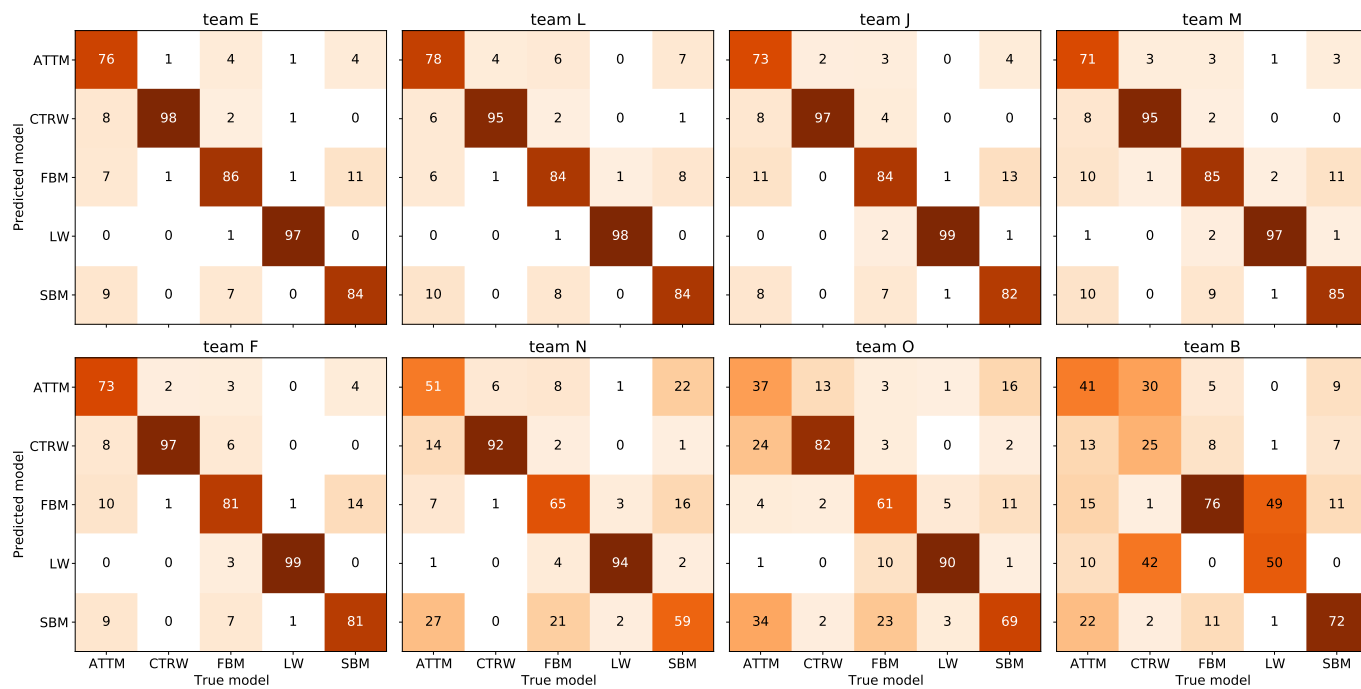 team E team L team J team M
ATTM 76 1 4 1 4 78 4 6 0 7 73 2 3 0 4 71 3 3 1 3
CTRW 8 98 2 1 0 6 95 2 0 1 8 97 4 0 0 8 95 2 0 0
FBM 7 1 86 1 11 6 1 84 1 8 11 0 84 1 13 10 1 85 2 11
LW 0 0 1 97 0 0 0 1 98 0 0 0 2 99 1 1 0 2 97 1
SBM 9 0 7 0 84 10 0 8 0 84 8 0 7 1 82 10 0 9 1 85
Predicted model
team F team N team O team B
ATTM 73 2 3 0 4 51 6 8 1 22 37 13 3 1 16 41 30 5 0 9
CTRW 8 97 6 0 0 14 92 2 0 1 24 82 3 0 2 13 25 8 1 7
FBM 10 1 81 1 14 7 1 65 3 16 4 2 61 5 11 15 1 76 49 11
LW 0 0 3 99 0 1 0 4 94 2 1 0 10 90 1 10 42 0 50 0
SBM 9 0 7 1 81 27 0 21 2 59 34 2 23 3 69 22 2 11 1 72
Predicted model
ATTM CTRW FBM LW SBM ATTM CTRW FBM LW SBM ATTM CTRW FBM LW SBM ATTM CTRW FBM LW SBM
True model True model True model True model